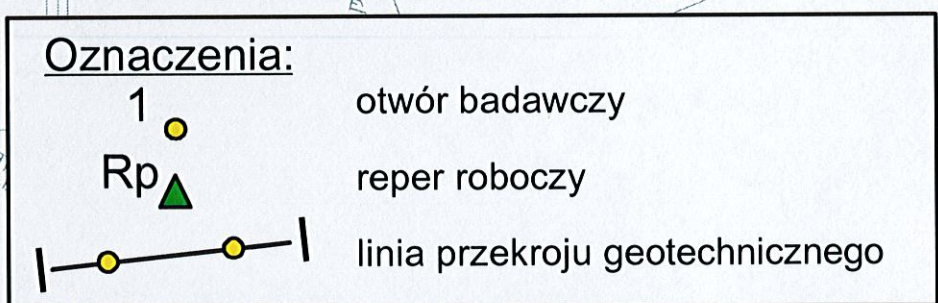 Oznaczenia:
1 otwór badawczy
Rp reper roboczy
I I linia przekroju geotechnicznego